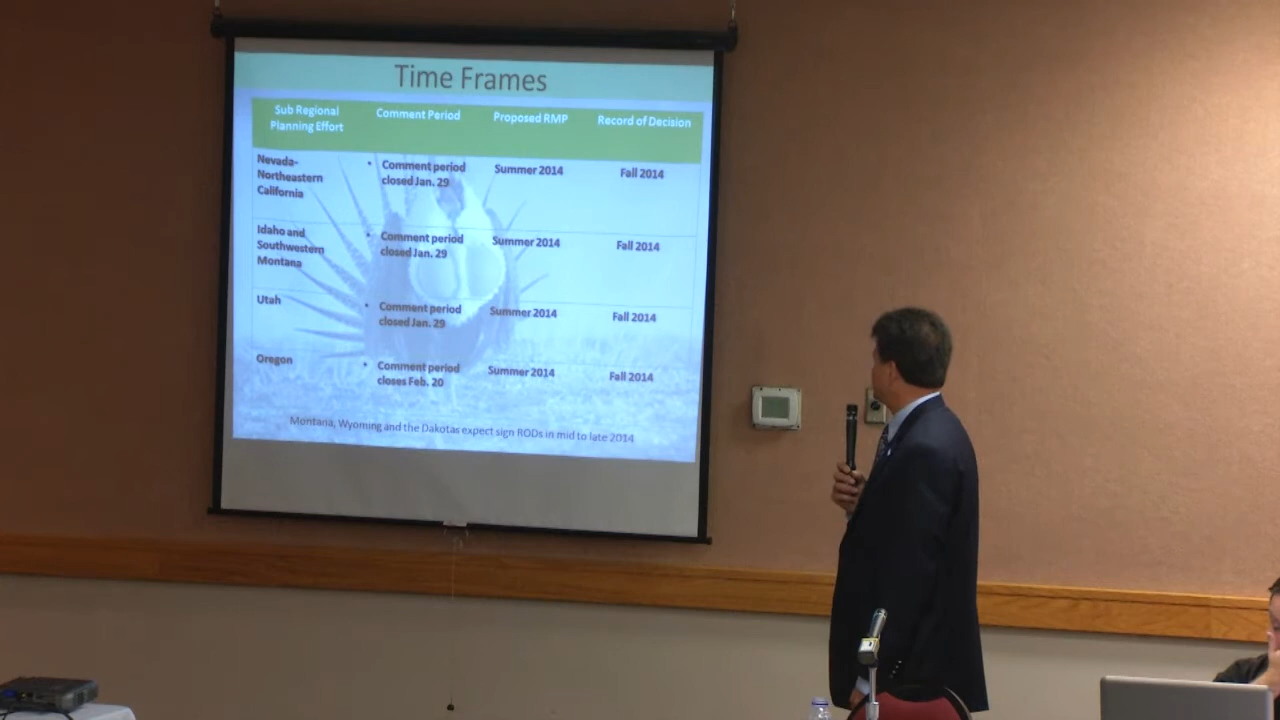 Time Frames
Sub Regional
Planning Effort
Comment Period
Proposed RMP
Record of Decision
Nevada-
Northeastern
California
• Comment period
closed Jan. 29
Summer 2014
Fall 2014
Idaho and
Southwestern
Montana
• Comment period
closed Jan. 29
Summer 2014
Fall 2014
Utah
• Comment period
closed Jan. 29
Summer 2014
Fall 2014
Oregon
• Comment period
closes Feb. 20
Summer 2014
Fall 2014
Montana, Wyoming and the Dakotas expect sign RODs in mid to late 2014